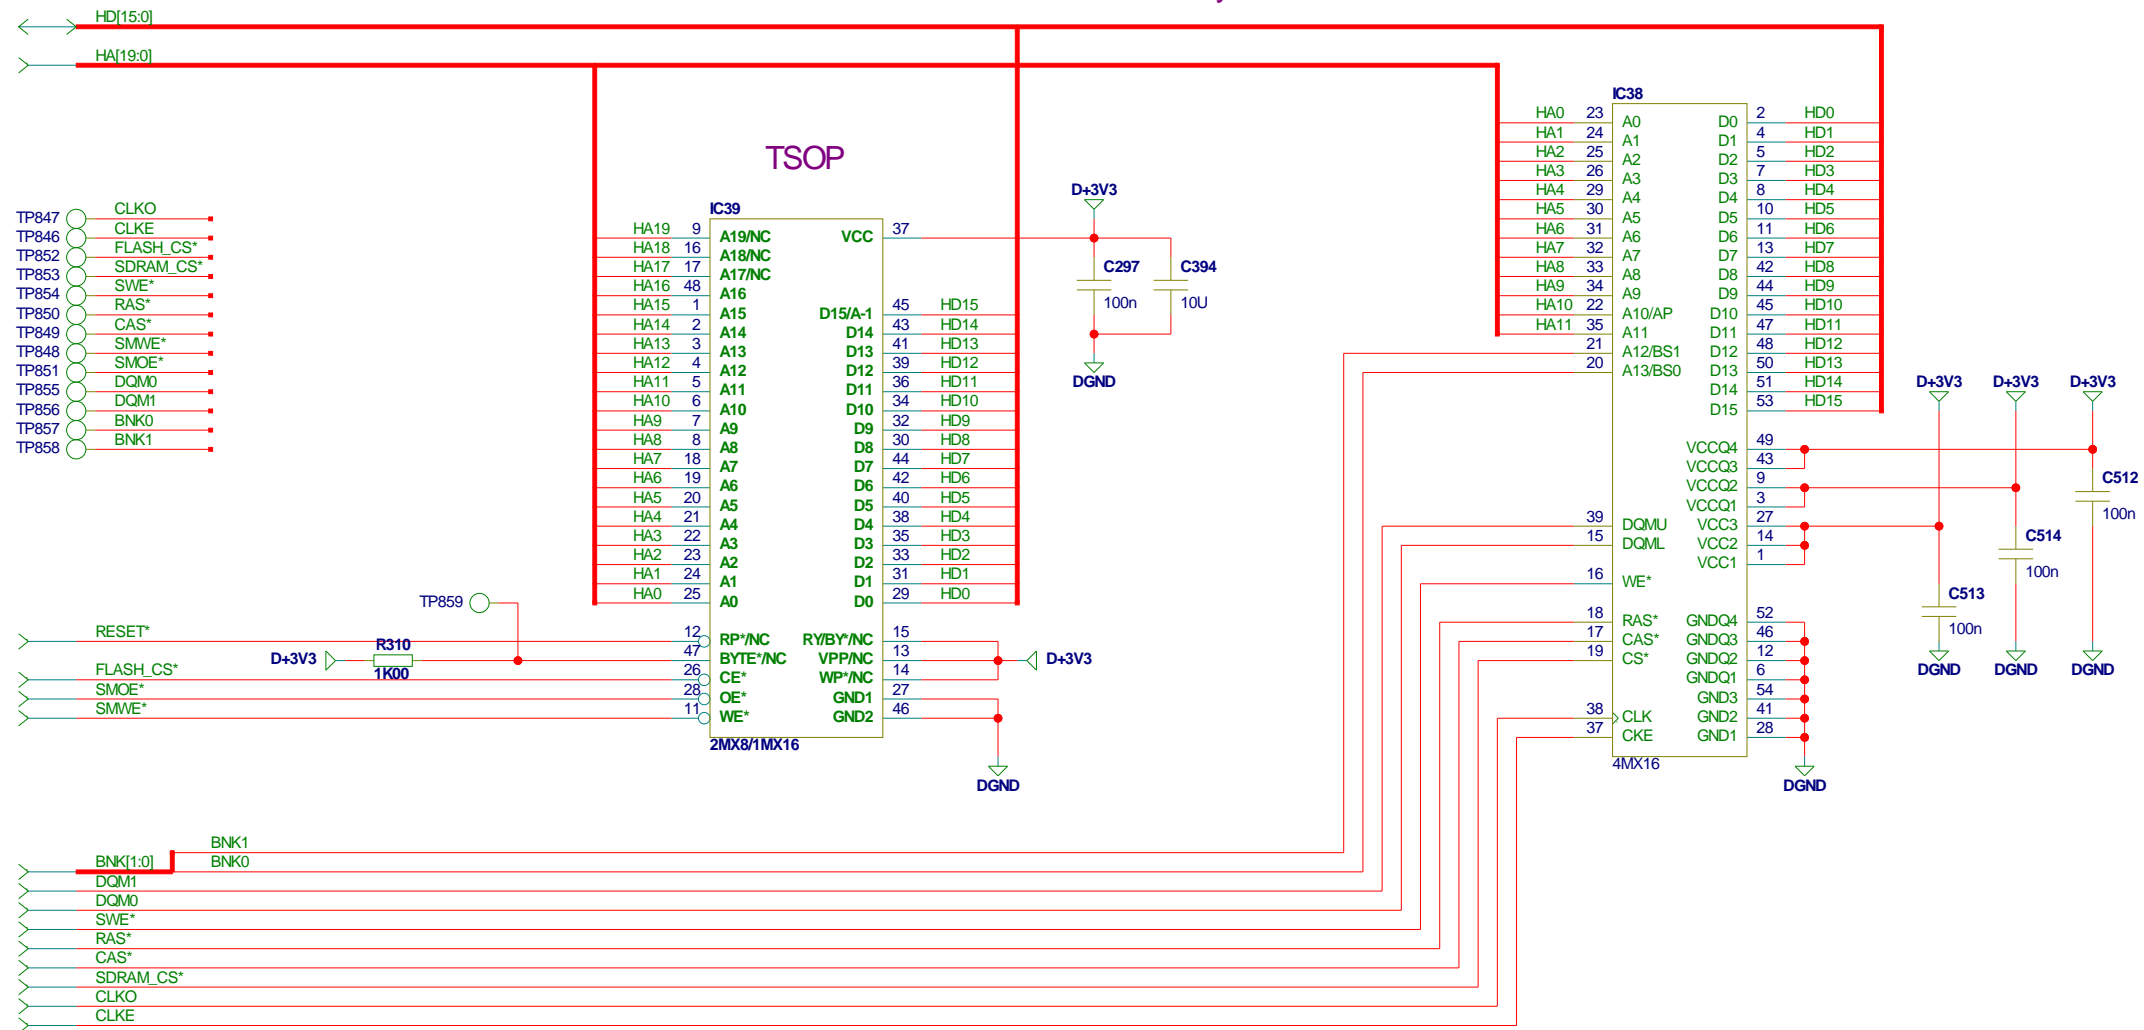 HD[15:0]
HA[19:0]
TSOP
TP847 CLKO
TP846 CLKE
TP852 FLASH_CS*
TP853 SDRAM_CS*
TP854 SWE*
TP850 RAS*
TP849 CAS*
TP848 SMWE*
TP851 SMOE*
TP855 DQM0
TP856 DQM1
TP857 BNK0
TP858 BNK1
IC39
HA19 9 A19/NC VCC 37
HA18 16 A18/NC
HA17 17 A17/NC
HA16 48 A16
HA15 1 A15 D15/A-1 45 HD15
HA14 2 A14 D14 43 HD14
HA13 3 A13 D13 41 HD13
HA12 4 A12 D12 39 HD12
HA11 5 A11 D11 36 HD11
HA10 6 A10 D10 34 HD10
HA9 7 A9 D9 32 HD9
HA8 8 A8 D8 30 HD8
HA7 18 A7 D7 44 HD7
HA6 19 A6 D6 42 HD6
HA5 20 A5 D5 40 HD5
HA4 21 A4 D4 38 HD4
HA3 22 A3 D3 35 HD3
HA2 23 A2 D2 33 HD2
HA1 24 A1 D1 31 HD1
HA0 25 A0 D0 29 HD0
TP859
RESET* 12 RP*/NC RY/BY*/NC 15
D+3V3 R310 1K00 47 BYTE*/NC VPP/NC 13 D+3V3
FLASH_CS* 26 CE* WP*/NC 14
SMOE* 28 OE* GND1 27
SMWE* 11 WE* GND2 46
2MX8/1MX16
DGND
D+3V3
C297 C394
100n 10U
DGND
IC38
HA0 23 A0 D0 2 HD0
HA1 24 A1 D1 4 HD1
HA2 25 A2 D2 5 HD2
HA3 26 A3 D3 7 HD3
HA4 29 A4 D4 8 HD4
HA5 30 A5 D5 10 HD5
HA6 31 A6 D6 11 HD6
HA7 32 A7 D7 13 HD7
HA8 33 A8 D8 42 HD8
HA9 34 A9 D9 44 HD9
HA10 22 A10/AP D10 45 HD10
HA11 35 A11 D11 47 HD11
21 A12/BS1 D12 48 HD12
20 A13/BS0 D13 50 HD13
D14 51 HD14
D15 53 HD15
VCCQ4 49
VCCQ3 43
VCCQ2 9
VCCQ1 3
39 DQMU VCC3 27
15 DQML VCC2 14
VCC1 1
16 WE*
18 RAS* GNDQ4 52
17 CAS* GNDQ3 46
19 CS* GNDQ2 12
GNDQ1 6
GND3 54
38 CLK GND2 41
37 CKE GND1 28
4MX16
DGND
D+3V3 D+3V3 D+3V3
C512
100n
C514
100n
C513
100n
DGND DGND DGND
BNK1
BNK[1:0] BNK0
DQM1
DQM0
SWE*
RAS*
CAS*
SDRAM_CS*
CLKO
CLKE